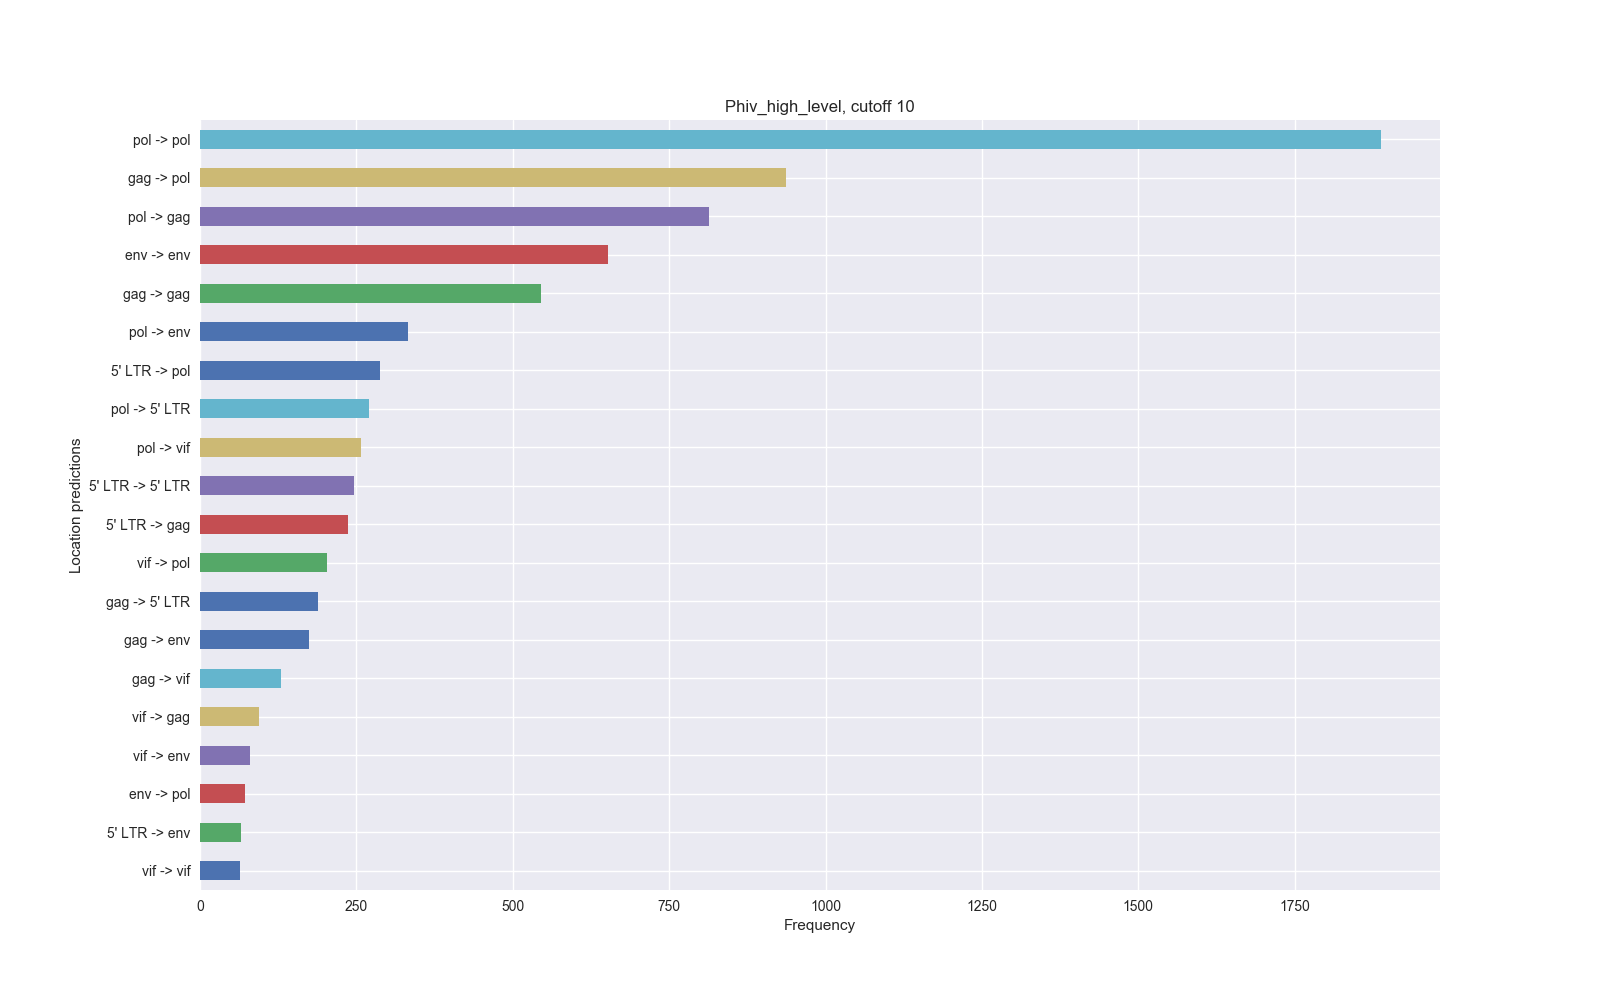 Phiv_high_level, cutoff 10
pol -> pol
gag -> pol
pol -> gag
env -> env
gag -> gag
pol -> env
5' LTR -> pol
pol -> 5' LTR
pol -> vif
5' LTR -> 5' LTR
5' LTR -> gag
vif -> pol
gag -> 5' LTR
gag -> env
gag -> vif
vif -> gag
vif -> env
env -> pol
5' LTR -> env
vif -> vif
Location predictions
0 250 500 750 1000 1250 1500 1750
Frequency